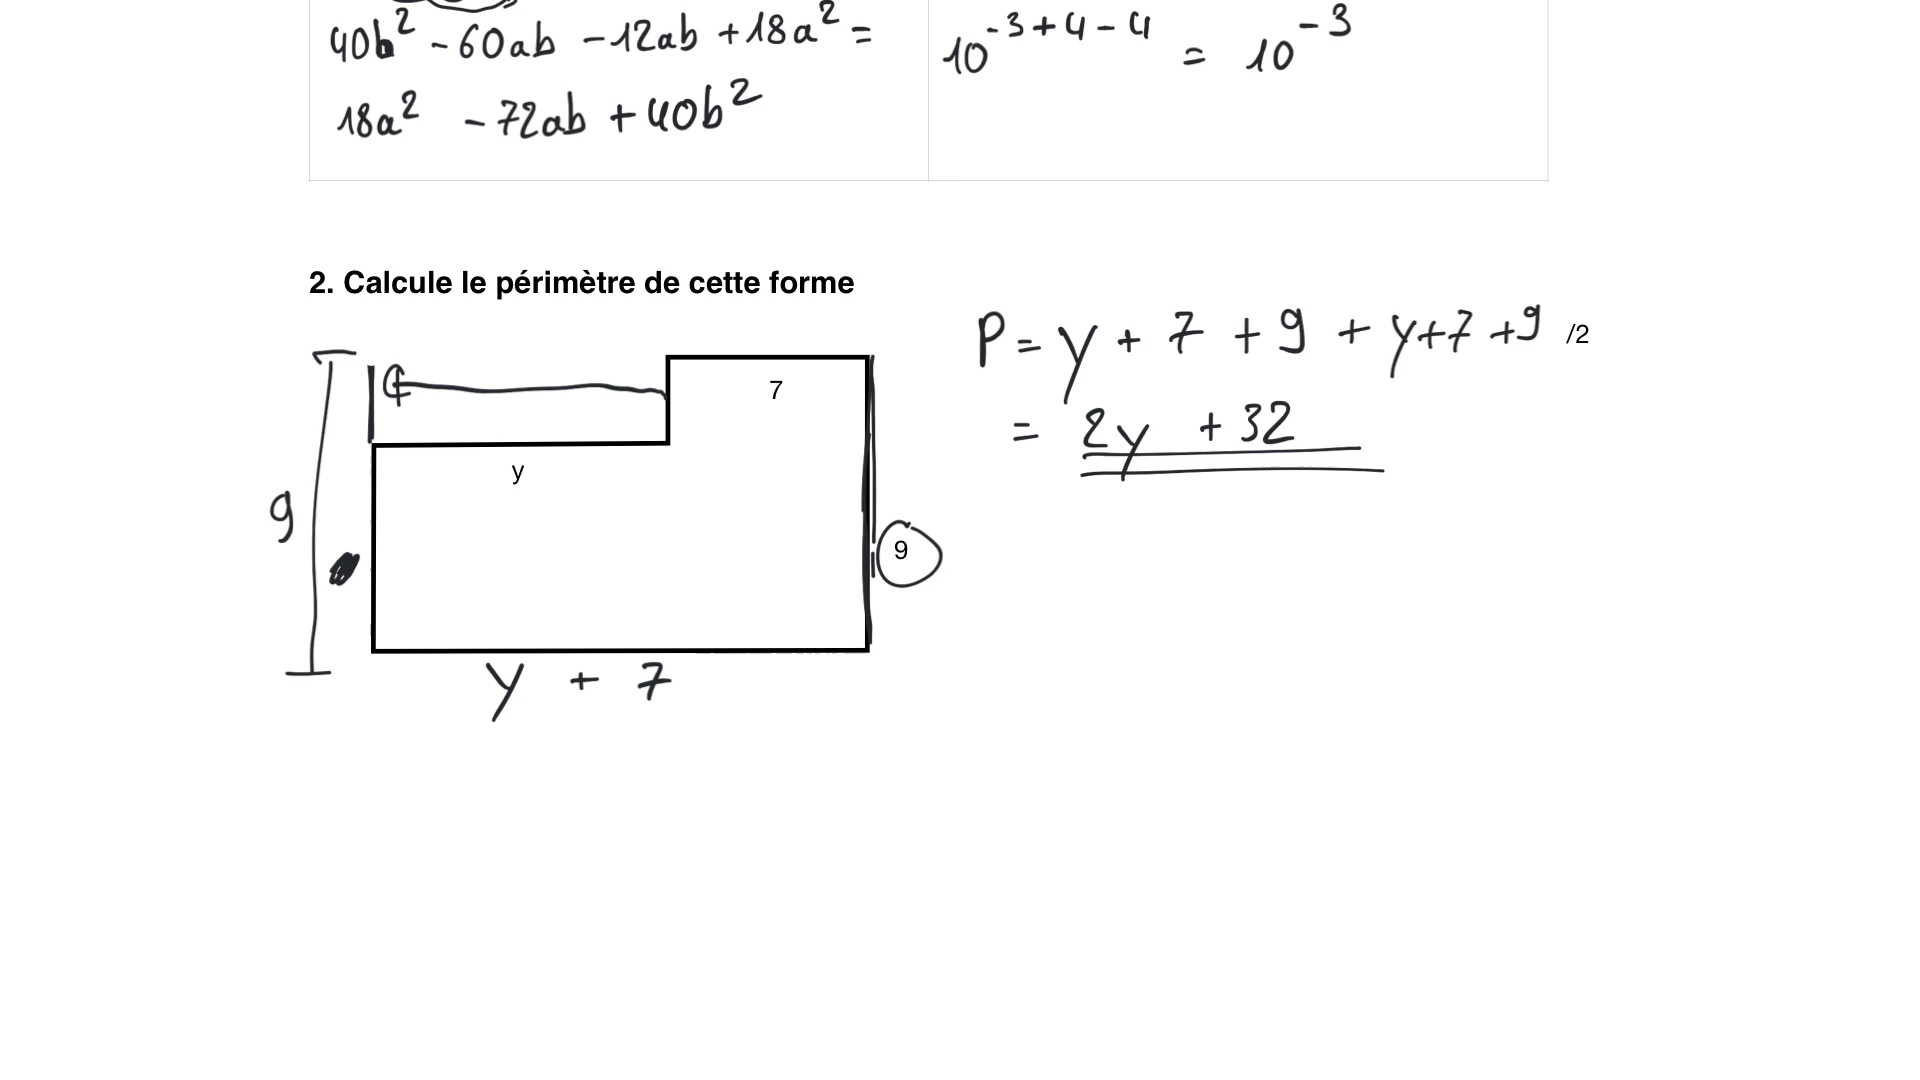 40b² - 60ab - 12ab + 18a² =
18a² - 72ab + 40b²
10⁻³⁺⁴⁻⁴ = 10⁻³
2. Calcule le périmètre de cette forme
P = y + 7 + 9 + y + 7 + 9 /2
= 2y + 32
7
y
9
9
y + 7